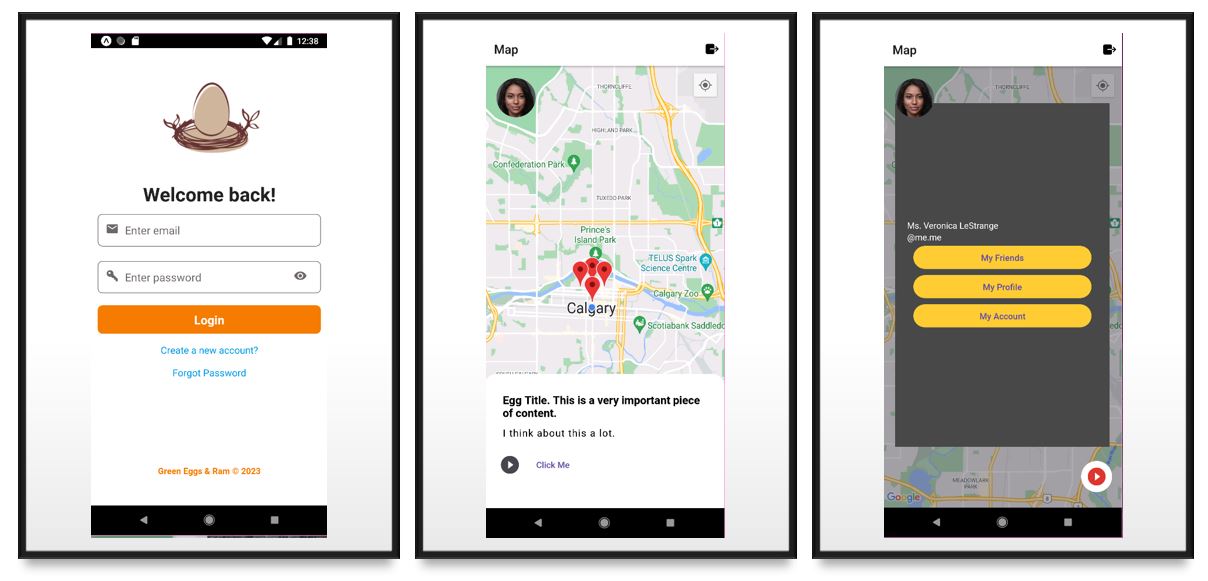 12:38
Welcome back!
Enter email
Enter password
Login
Create a new account?
Forgot Password
Green Eggs & Ram © 2023
Map
THORNCLIFFE
HIGHLAND PARK
Confederation Park
TUXEDO PARK
1
Prince's
Island Park
TELUS Spark
Science Centre
Calgary Zoo
Calgary
Scotiabank Saddledo
Egg Title. This is a very important piece
of content.
I think about this a lot.
Click Me
Map
THORNCLIFFE
Ms. Veronica LeStrange
@me.me
My Friends
My Profile
My Account
MEADOWLARK
PARK
Google
8